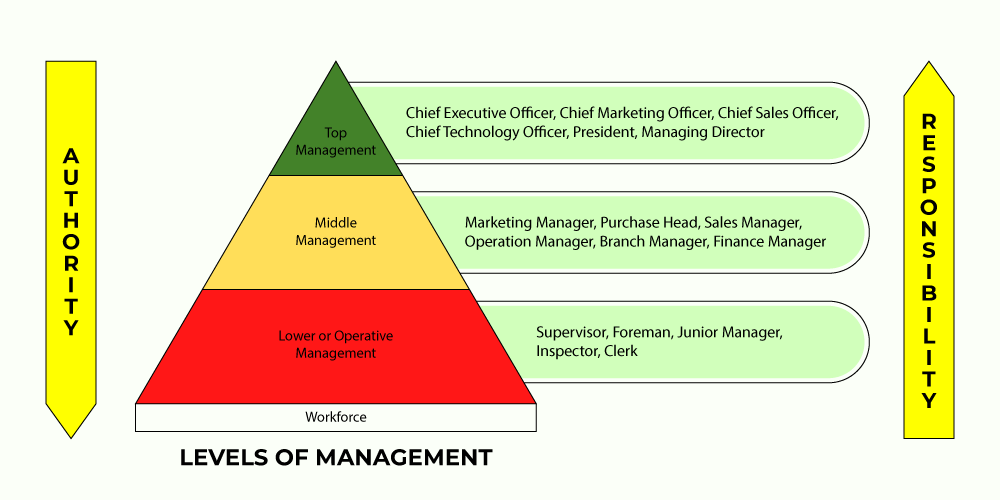 AUTHORITY
Top
Management
Chief Executive Officer, Chief Marketing Officer, Chief Sales Officer,
Chief Technology Officer, President, Managing Director
Middle
Management
Marketing Manager, Purchase Head, Sales Manager,
Operation Manager, Branch Manager, Finance Manager
Lower or Operative
Management
Supervisor, Foreman, Junior Manager,
Inspector, Clerk
Workforce
RESPONSIBILITY
LEVELS OF MANAGEMENT